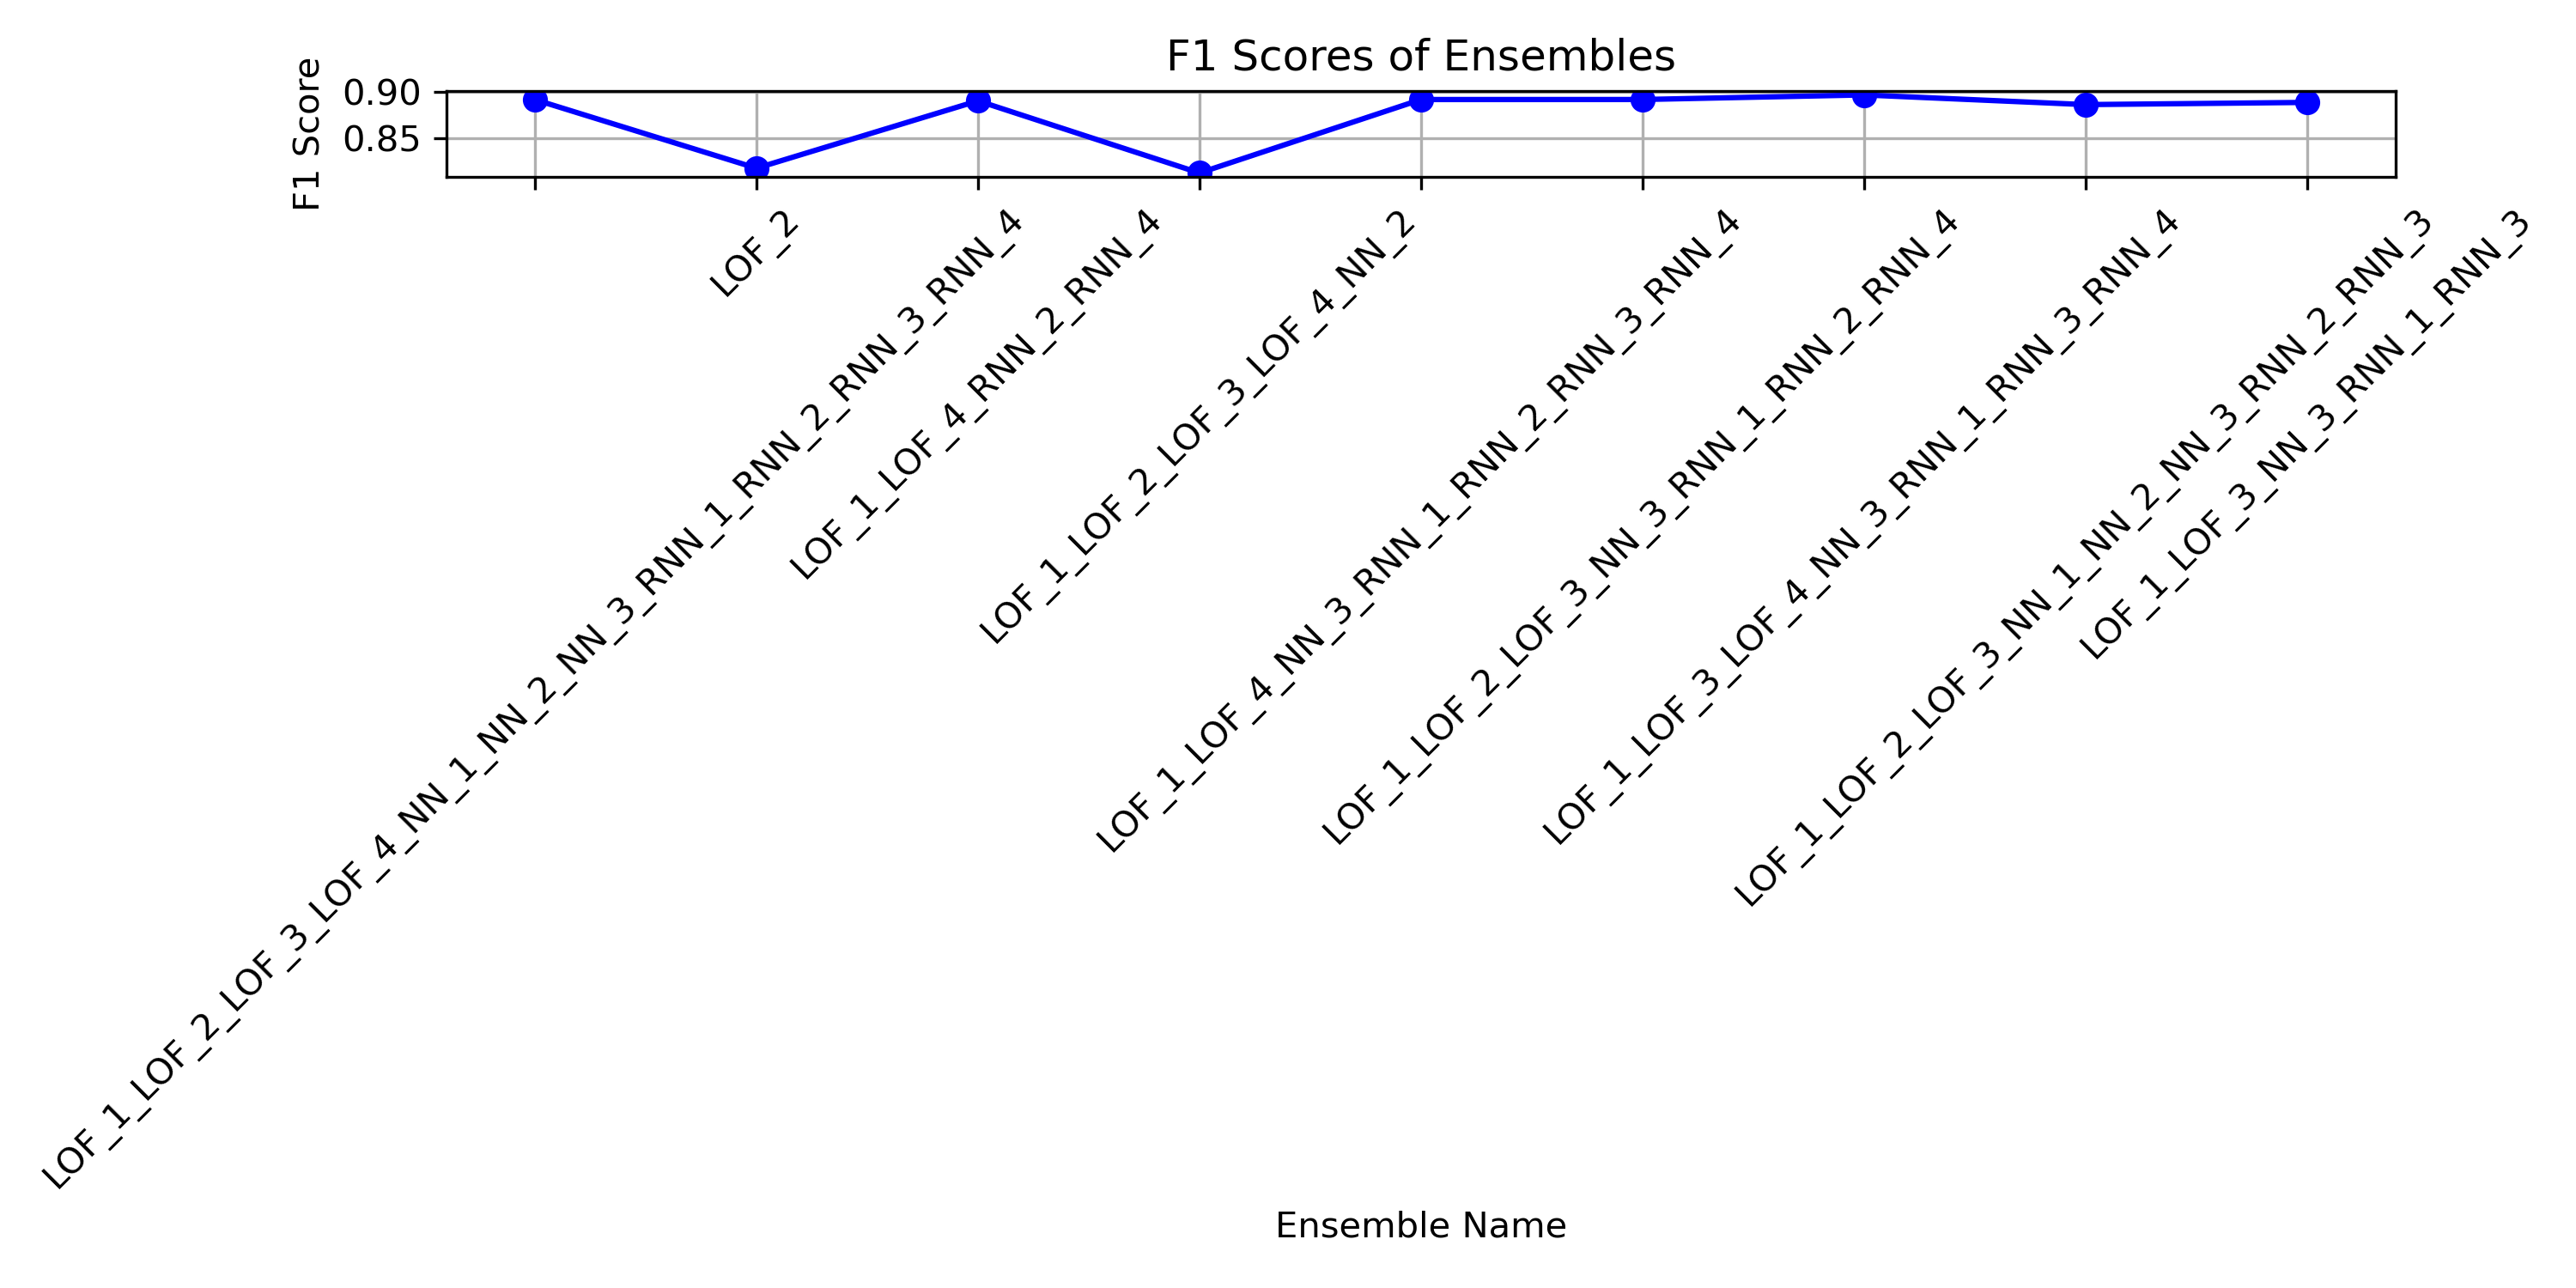 F1 Scores of Ensembles
F1 Score
0.90
0.85
LOF_1_LOF_2_LOF_3_LOF_4_NN_1_NN_2_NN_3_RNN_1_RNN_2_RNN_3_RNN_4
LOF_2
LOF_1_LOF_4_RNN_2_RNN_4
LOF_1_LOF_2_LOF_3_LOF_4_NN_2
LOF_1_LOF_4_NN_3_RNN_1_RNN_2_RNN_3_RNN_4
LOF_1_LOF_2_LOF_3_NN_3_RNN_1_RNN_2_RNN_4
LOF_1_LOF_3_LOF_4_NN_3_RNN_1_RNN_3_RNN_4
LOF_1_LOF_2_LOF_3_NN_1_NN_2_NN_3_RNN_2_RNN_3
LOF_1_LOF_3_NN_3_RNN_1_RNN_3
Ensemble Name